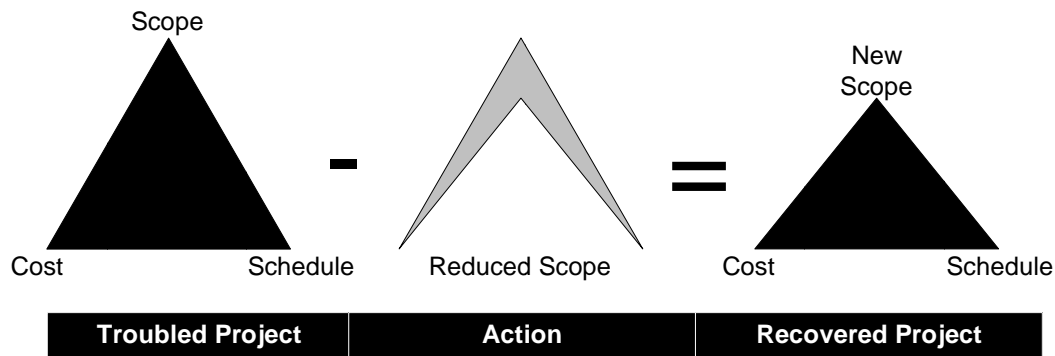 Scope
New
Scope
-
=
Cost
Schedule
Reduced Scope
Cost
Schedule
Troubled Project
Action
Recovered Project